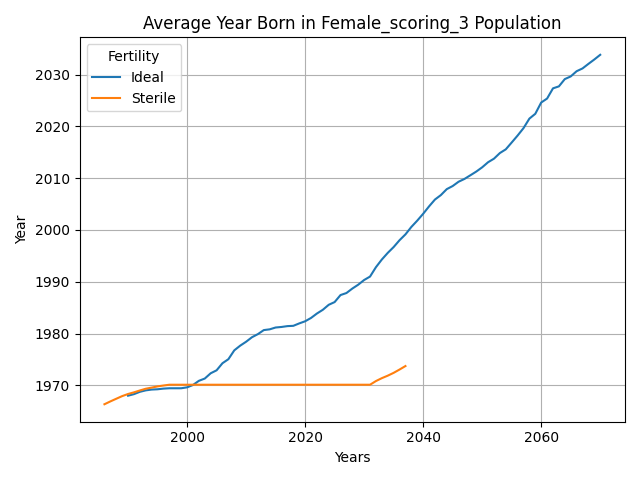 Average Year Born in Female_scoring_3 Population
Fertility
Ideal
Sterile
Year
2030
2020
2010
2000
1990
1980
1970
2000
2020
2040
2060
Years